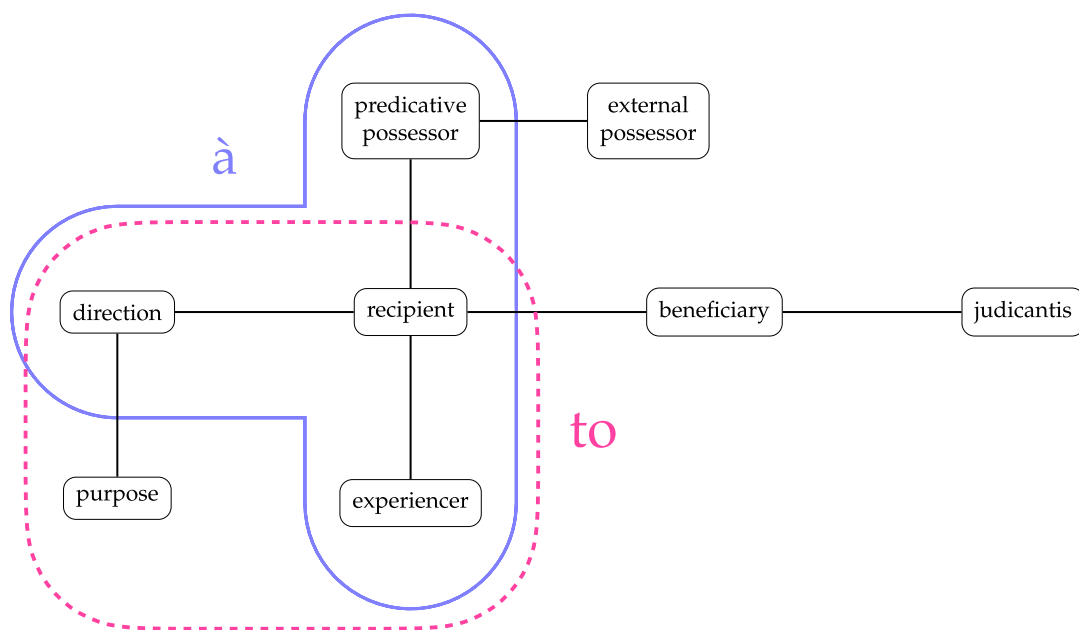 predicative
possessor
external
possessor
à
direction
recipient
beneficiary
judicantis
to
purpose
experiencer